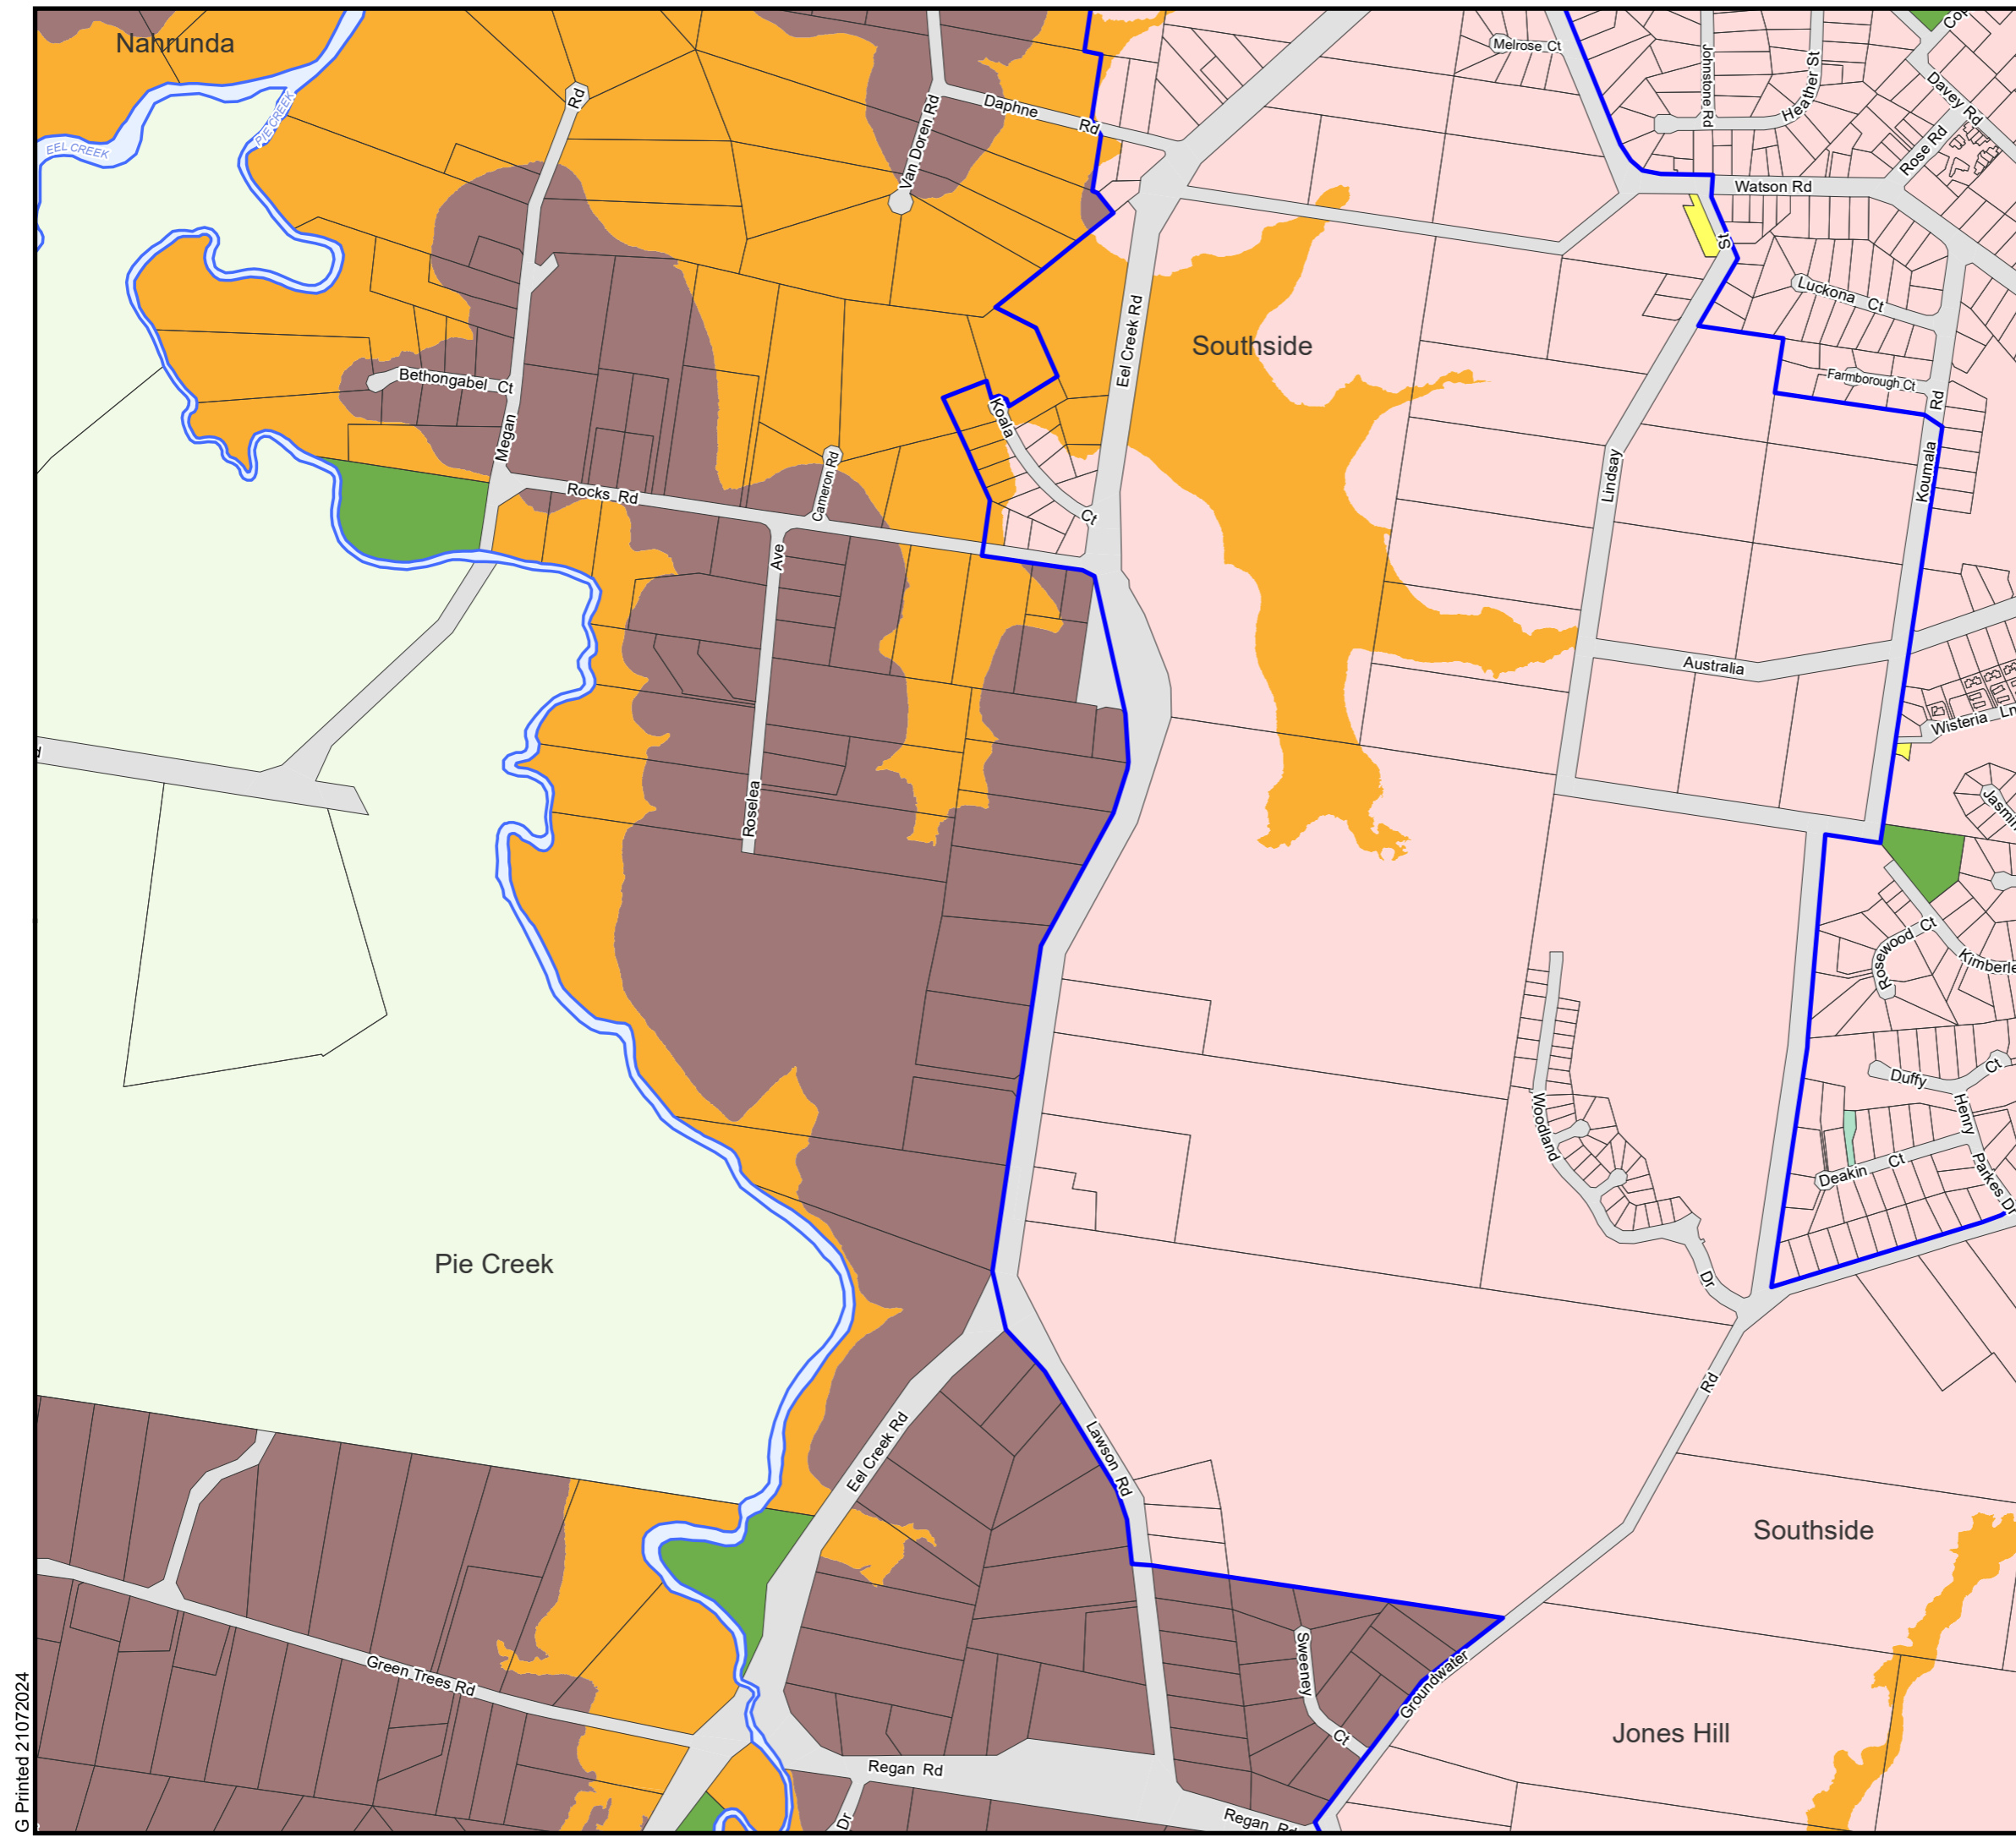 Nahrunda
Rd
PIE CREEK
EEL CREEK
Van Doren Rd
Daphne
Rd
Melrose Ct
Johnstone Rd
Heather St
Davey Rd
Rose Rd
Watson Rd
St
Luckona Ct
Farmborough Ct
Rd
Koumala
Southside
Eel Creek Rd
Bethongabel Ct
Megan
Koala
Ct
Rocks Rd
Cameron Rd
Lindsay
Ave
Roselea
Australia
Wisteria Ln
Rosewood Ct
Duffy
Ct
Henry
Deakin Ct
Parkes Dr
Woodland
Dr
Rd
Pie Creek
Eel Creek Rd
Lawson Rd
Southside
Green Trees Rd
Sweeney
Ct
Groundwater
Jones Hill
Regan Rd
Dr
Regan
G Printed 21072024